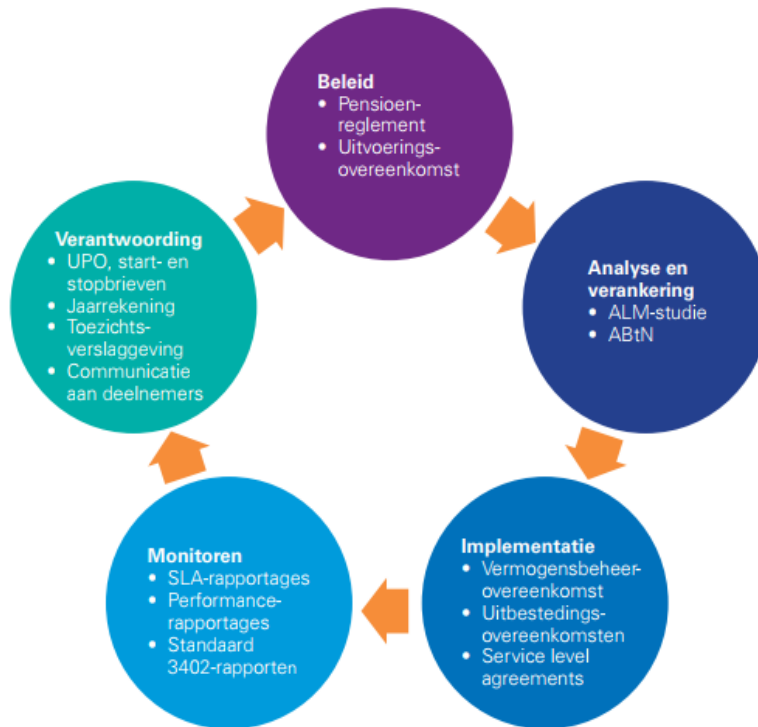 Beleid
• Pensioen-
reglement
• Uitvoerings-
overeenkomst
Analyse en
verankering
• ALM-studie
• ABtN
Implementatie
• Vermogensbeheer-
overeenkomst
• Uitbestedings-
overeenkomsten
• Service level
agreements
Monitoren
• SLA-rapportages
• Performance-
rapportages
• Standaard
3402-rapporten
Verantwoording
• UPO, start- en
stopbrieven
• Jaarrekening
• Toezichts-
verslaggeving
• Communicatie
aan deelnemers